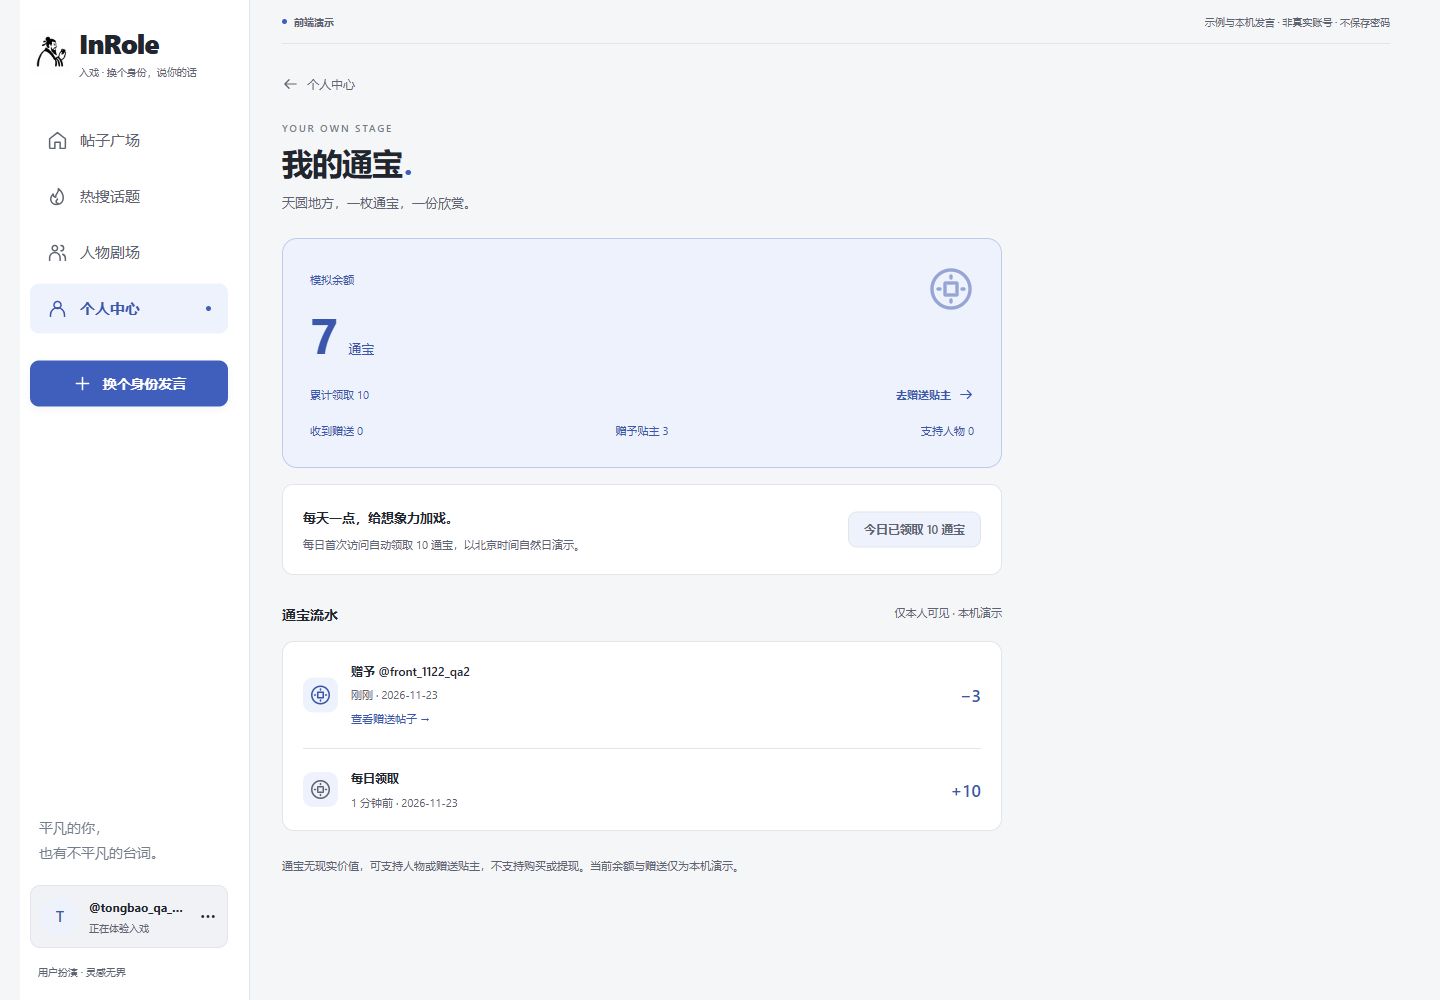 InRole
入戏 · 换个身份，说你的话
帖子广场
热搜话题
人物剧场
个人中心
换个身份发言
平凡的你，
也有不平凡的台词。
T
@tongbao_qa_...
正在体验入戏
用户扮演 · 灵感无界
前端演示
示例与本机发言 · 非真实账号 · 不保存密码
个人中心
YOUR OWN STAGE
我的通宝.
天圆地方，一枚通宝，一份欣赏。
模拟余额
7 通宝
累计领取 10
去赠送贴主 →
收到赠送 0
赠予贴主 3
支持人物 0
每天一点，给想象力加戏。
每日首次访问自动领取 10 通宝，以北京时间自然日演示。
今日已领取 10 通宝
通宝流水
仅本人可见 · 本机演示
赠予 @front_1122_qa2
刚刚 · 2026-11-23
查看赠送帖子 →
−3
每日领取
1 分钟前 · 2026-11-23
+10
通宝无现实价值，可支持人物或赠送贴主，不支持购买或提现。当前余额与赠送仅为本机演示。